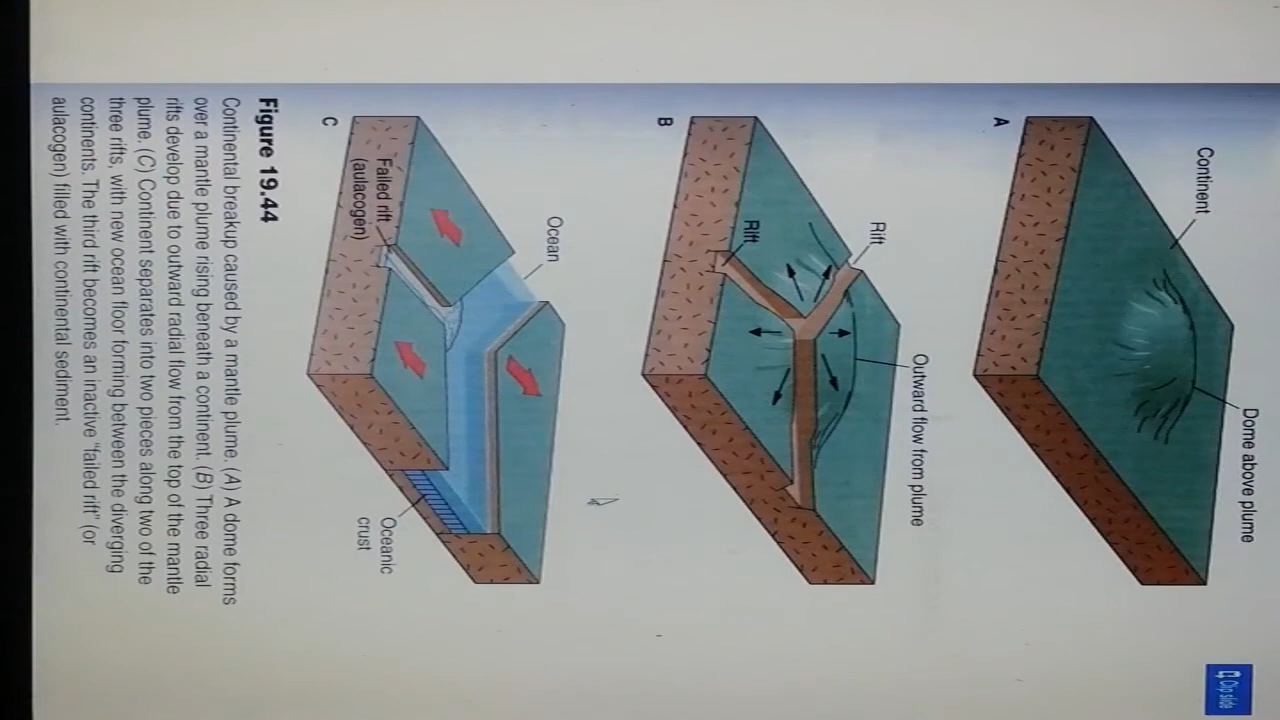 Continent
Dome above plume
A
Rift
Outward flow from plume
Rift
B
Ocean
Failed rift
(aulacogen)
Oceanic
crust
C
Figure 19.44
Continental breakup caused by a mantle plume. (A) A dome forms
over a mantle plume rising beneath a continent. (B) Three radial
rifts develop due to outward radial flow from the top of the mantle
plume. (C) Continent separates into two pieces along two of the
three rifts, with new ocean floor forming between the diverging
continents. The third rift becomes an inactive "failed rift" (or
aulacogen) filled with continental sediment.
Clip slide